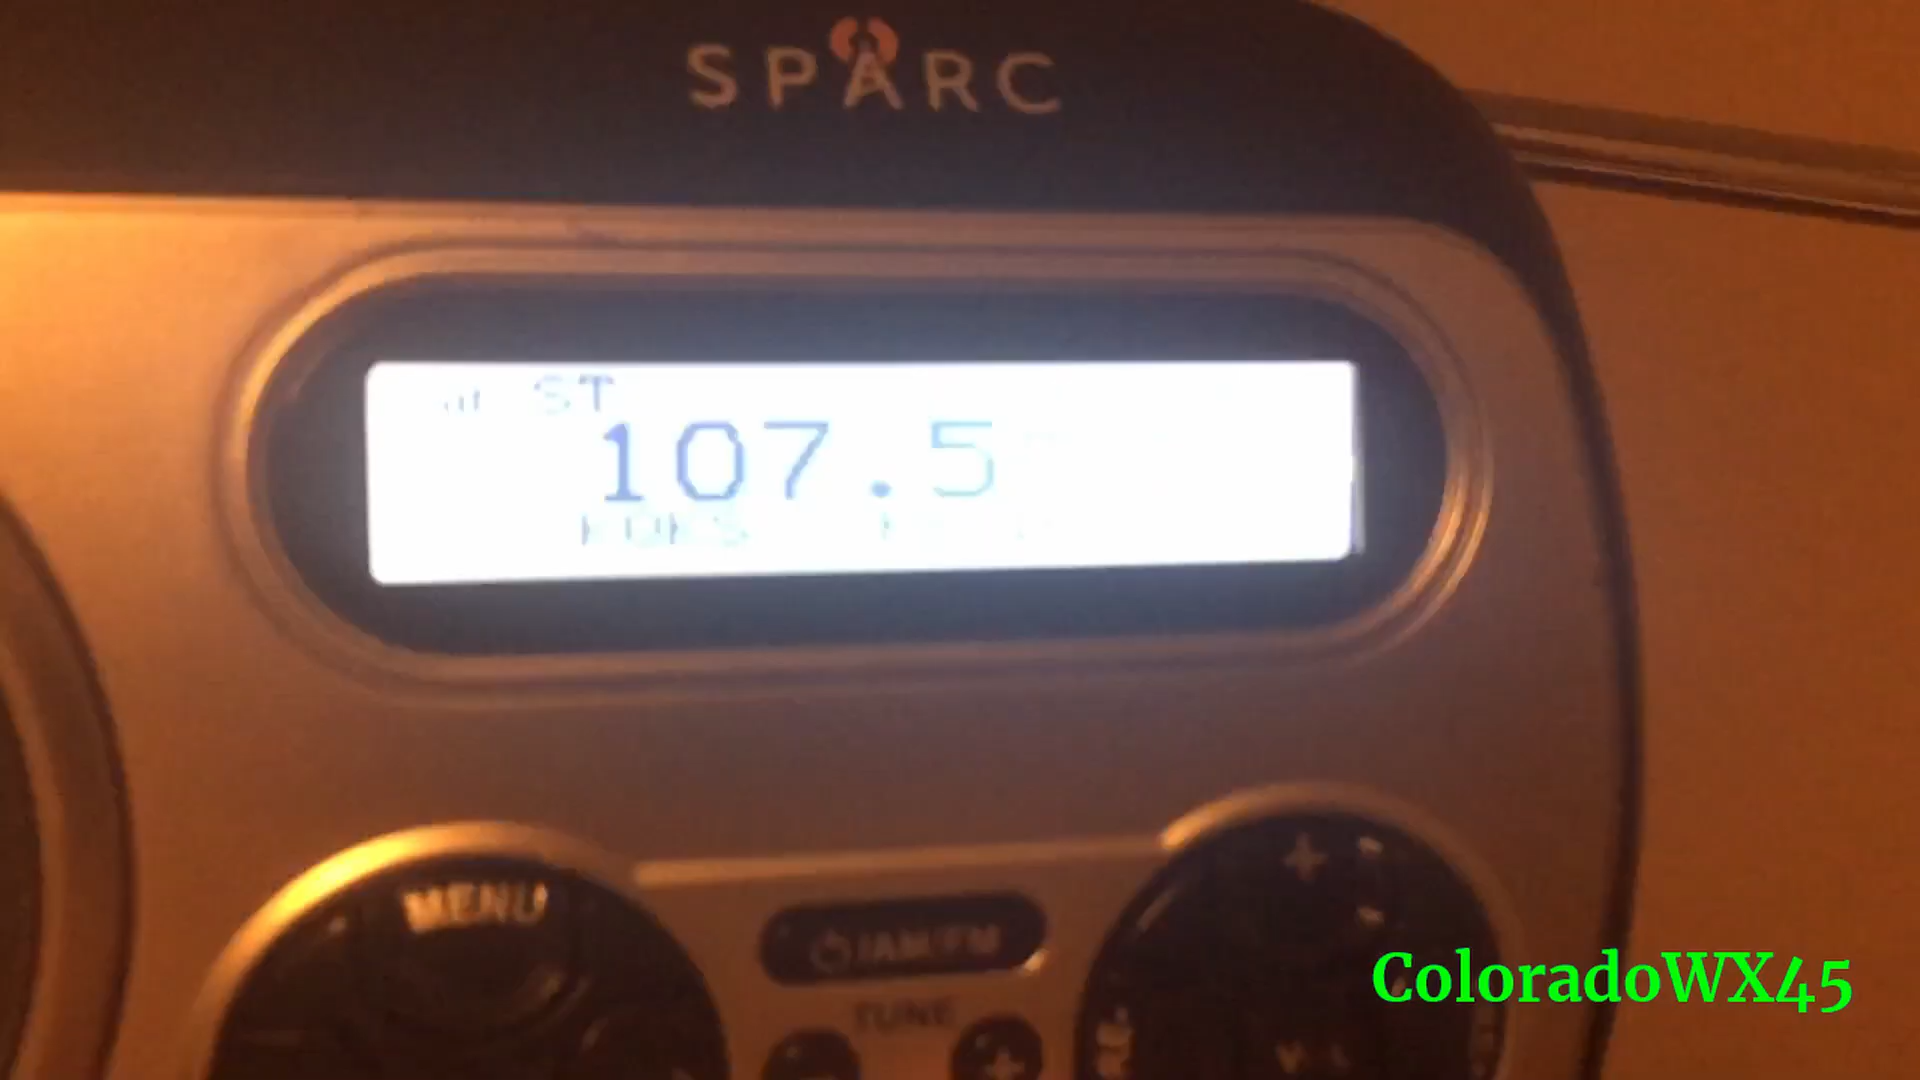 SPARC
ST
107.5
MENU
AM/FM
TUNE
+
ColoradoWX45